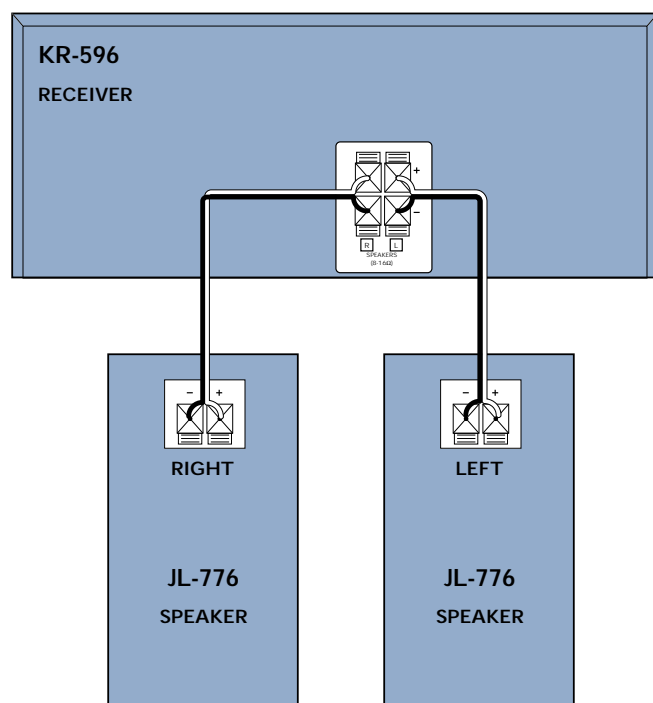 KR-596
RECEIVER
+
−
R L
SPEAKERS
(8-16Ω)
− +
− +
RIGHT
LEFT
JL-776
JL-776
SPEAKER
SPEAKER